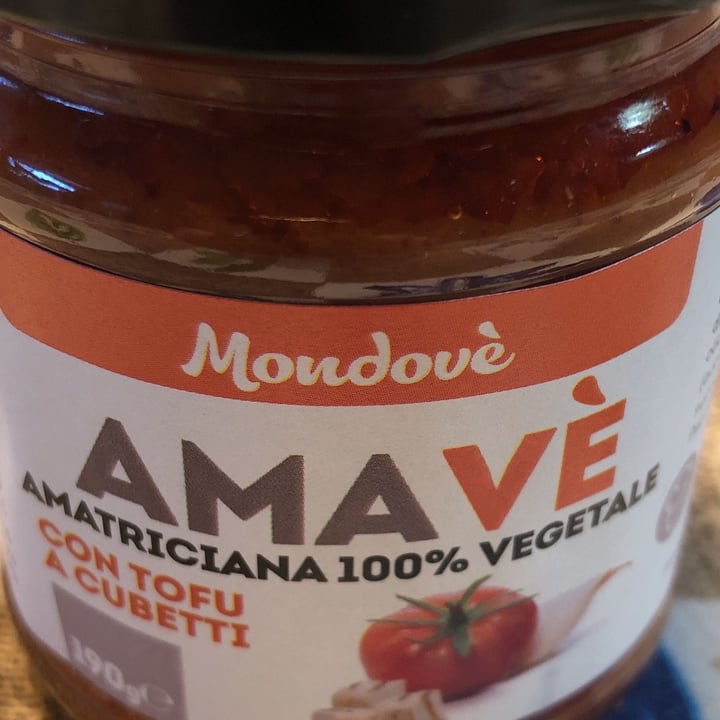 Mondovè
AMAVÈ
AMATRICIANA 100% VEGETALE
CON TOFU
A CUBETTI
190g℮